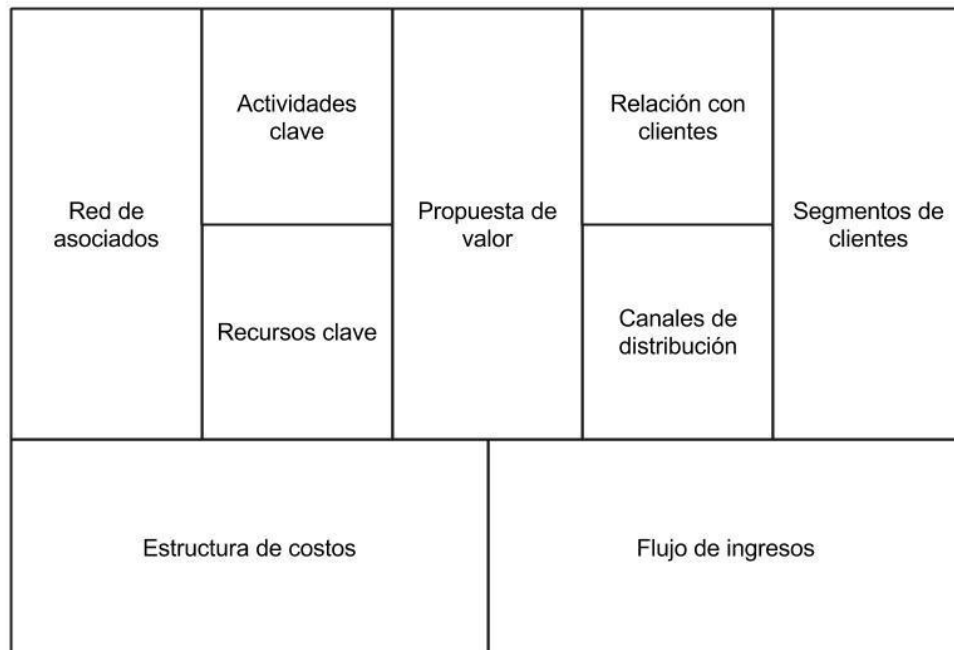 Actividades
clave
Relación con
clientes
Red de
asociados
Propuesta de
valor
Segmentos de
clientes
Recursos clave
Canales de
distribución
Estructura de costos
Flujo de ingresos